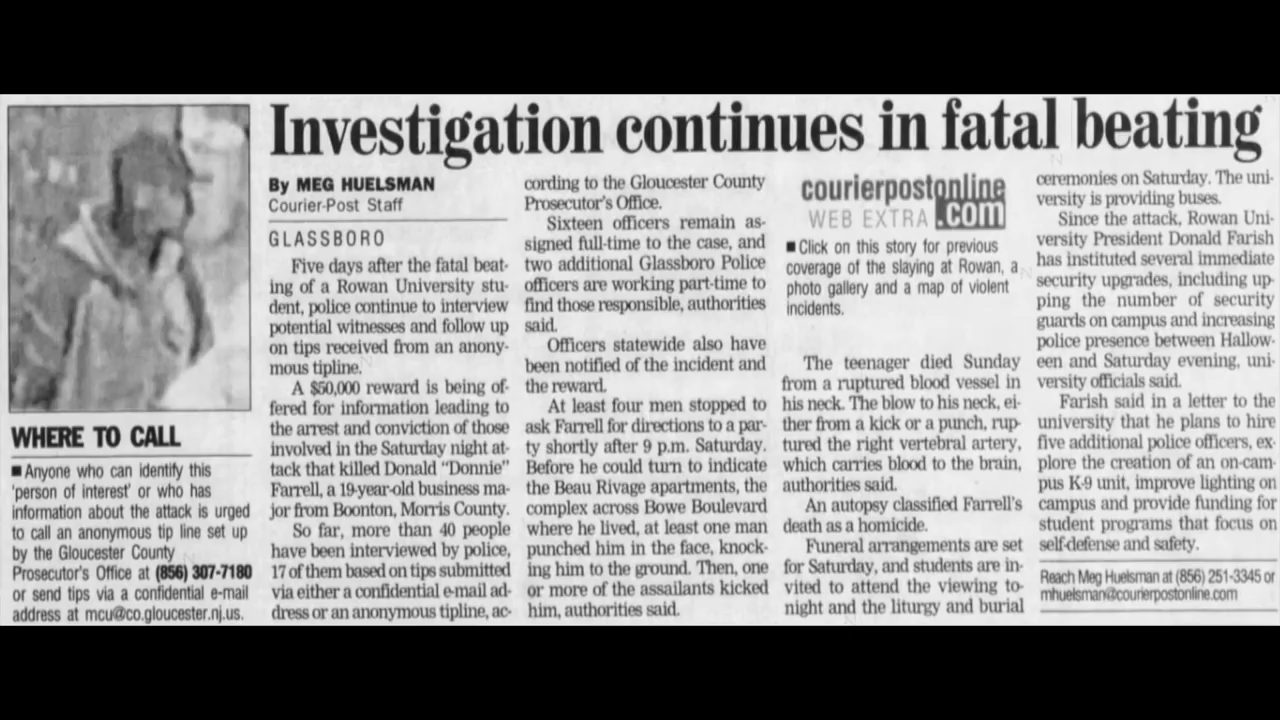 Investigation continues in fatal beating
By MEG HUELSMAN
Courier-Post Staff
GLASSBORO
Five days after the fatal beat-
ing of a Rowan University stu-
dent, police continue to interview
potential witnesses and follow up
on tips received from an anony-
mous tipline.
A $50,000 reward is being of-
fered for information leading to
the arrest and conviction of those
involved in the Saturday night at-
tack that killed Donald “Donnie”
Farrell, a 19-year-old business ma-
jor from Boonton, Morris County.
So far, more than 40 people
have been interviewed by police,
17 of them based on tips submitted
via either a confidential e-mail ad-
dress or an anonymous tipline, ac-
cording to the Gloucester County
Prosecutor's Office.
Sixteen officers remain as-
signed full-time to the case, and
two additional Glassboro Police
officers are working part-time to
find those responsible, authorities
said.
Officers statewide also have
been notified of the incident and
the reward.
At least four men stopped to
ask Farrell for directions to a par-
ty shortly after 9 p.m. Saturday.
Before he could turn to indicate
the Beau Rivage apartments, the
complex across Bowe Boulevard
where he lived, at least one man
punched him in the face, knock-
ing him to the ground. Then, one
or more of the assailants kicked
him, authorities said.
courierpostonline
WEB EXTRA .com
■ Click on this story for previous
coverage of the slaying at Rowan, a
photo gallery and a map of violent
incidents.
The teenager died Sunday
from a ruptured blood vessel in
his neck. The blow to his neck, ei-
ther from a kick or a punch, rup-
tured the right vertebral artery,
which carries blood to the brain,
authorities said.
An autopsy classified Farrell's
death as a homicide.
Funeral arrangements are set
for Saturday, and students are in-
vited to attend the viewing to-
night and the liturgy and burial
ceremonies on Saturday. The uni-
versity is providing buses.
Since the attack, Rowan Uni-
versity President Donald Farish
has instituted several immediate
security upgrades, including up-
ping the number of security
guards on campus and increasing
police presence between Hallow-
een and Saturday evening, uni-
versity officials said.
Farish said in a letter to the
university that he plans to hire
five additional police officers, ex-
plore the creation of an on-cam-
pus K-9 unit, improve lighting on
campus and provide funding for
student programs that focus on
self-defense and safety.
Reach Meg Huelsman at (856) 251-3345 or
mhuelsman@courierpostonline.com
WHERE TO CALL
■ Anyone who can identify this
'person of interest' or who has
information about the attack is urged
to call an anonymous tip line set up
by the Gloucester County
Prosecutor's Office at (856) 307-7180
or send tips via a confidential e-mail
address at mcu@co.gloucester.nj.us.